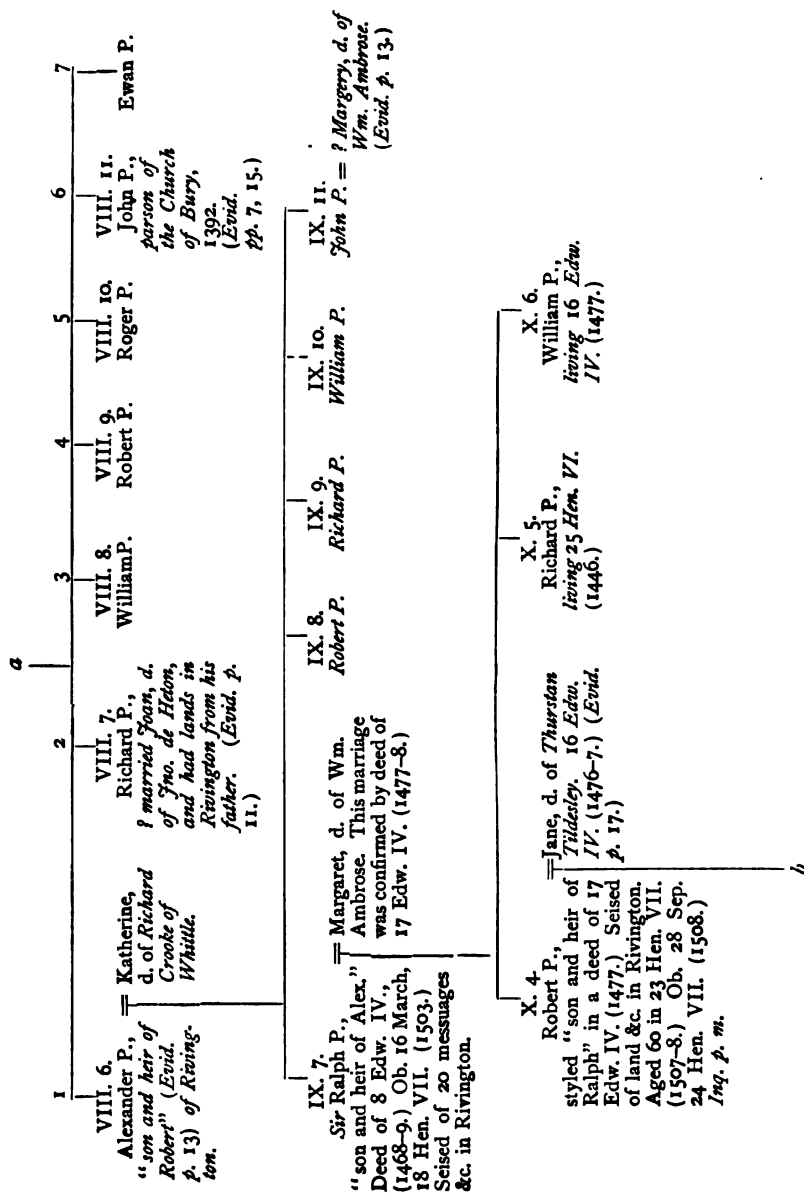 a
1
2
3
4
5
6
7
VIII. 6.
Alexander P.,
"son and heir of
Robert" (Evid.
p. 13) of Riving-
ton.
= Katherine,
d. of Richard
Crooke of
Whittle.
VIII. 7.
Richard P.,
? married Joan, d.
of Jno. de Heton,
and had lands in
Rivington from his
father. (Evid. p.
11.)
VIII. 8.
William P.
VIII. 9.
Robert P.
VIII. 10.
Roger P.
VIII. 11.
John P.,
parson of
the Church
of Bury,
1392.
(Evid.
pp. 7, 15.)
Ewan P.
IX. 7.
Sir Ralph P.,
"son and heir of Alex."
Deed of 8 Edw. IV.,
(1468-9.) Ob. 16 March,
18 Hen. VII. (1503.)
Seised of 20 messuages
&c. in Rivington.
= Margaret, d. of Wm.
Ambrose. This marriage
was confirmed by deed of
17 Edw. IV. (1477-8.)
IX. 8.
Robert P.
IX. 9.
Richard P.
IX. 10.
William P.
IX. 11.
John P. = ? Margery, d. of
Wm. Ambrose.
(Evid. p. 13.)
X. 4.
Robert P.,
styled "son and heir of
Ralph" in a deed of 17
Edw. IV. (1477.) Seised
of land &c. in Rivington.
Aged 60 in 23 Hen. VII.
(1507-8.) Ob. 28 Sep.
24 Hen. VII. (1508.)
Inq. p. m.
= Jane, d. of Thurstan
Tildesley. 16 Edw.
IV. (1476-7.) (Evid.
p. 17.)
X. 5.
Richard P.,
living 25 Hen. VI.
(1446.)
X. 6.
William P.,
living 16 Edw.
IV. (1477.)